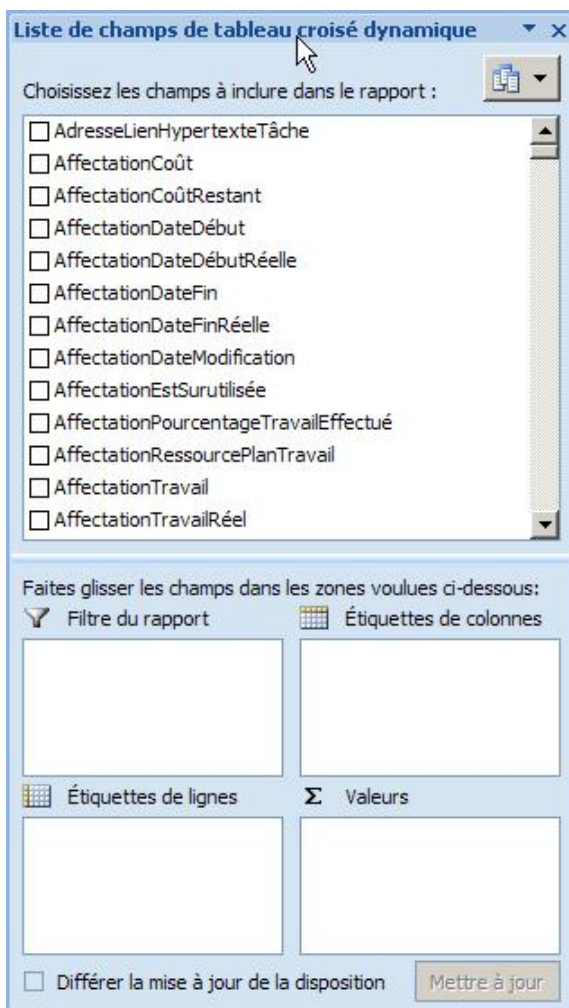 Liste de champs de tableau croisé dynamique
Choisissez les champs à inclure dans le rapport :
AdresseLienHypertexteTâche
AffectationCoût
AffectationCoûtRestant
AffectationDateDébut
AffectationDateDébutRéelle
AffectationDateFin
AffectationDateFinRéelle
AffectationDateModification
AffectationEstSurutilisée
AffectationPourcentageTravailEffectué
AffectationRessourcePlanTravail
AffectationTravail
AffectationTravailRéel
Faites glisser les champs dans les zones voulues ci-dessous:
Filtre du rapport
Étiquettes de colonnes
Étiquettes de lignes
Σ Valeurs
Différer la mise à jour de la disposition
Mettre à jour